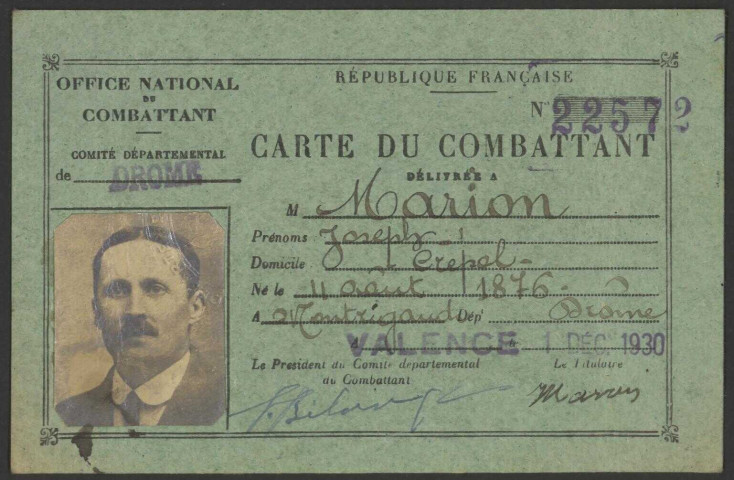 OFFICE NATIONAL
DU
COMBATTANT
COMITÉ DÉPARTEMENTAL
de DROME
RÉPUBLIQUE FRANÇAISE
N° 22572
CARTE DU COMBATTANT
DÉLIVRÉE A
M Marion
Prénoms Joseph
Domicile Crépol
Né le 11 août 1876
A Montrigaud Dép^t Drome
VALENCE 1 DÉC 1930
Le Président du Comité départemental
du Combattant
Le Titulaire
Marion